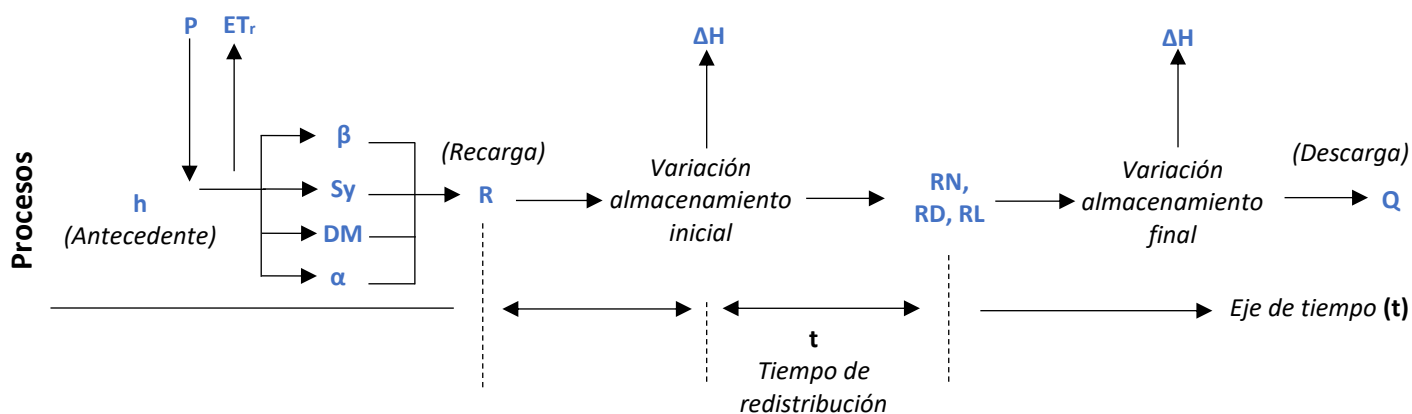 P
ETr
ΔH
ΔH
β
(Recarga)
Variación
almacenamiento
inicial
Variación
almacenamiento
final
(Descarga)
Procesos
h
(Antecedente)
Sy
R
RN,
RD, RL
Q
DM
α
Eje de tiempo (t)
t
Tiempo de
redistribución